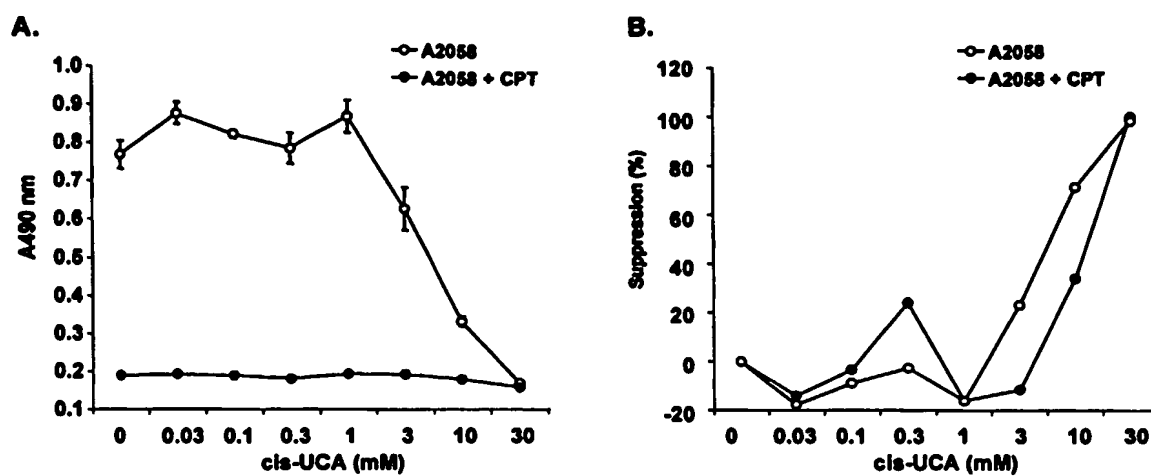 A.
A2058
A2058 + CPT
1.0
0.9
0.8
0.7
0.6
0.5
0.4
0.3
0.2
0.1
A490 nm
0 0.03 0.1 0.3 1 3 10 30
cis-UCA (mM)
B.
A2058
A2058 + CPT
120
100
80
60
40
20
0
-20
Suppression (%)
0 0.03 0.1 0.3 1 3 10 30
cis-UCA (mM)